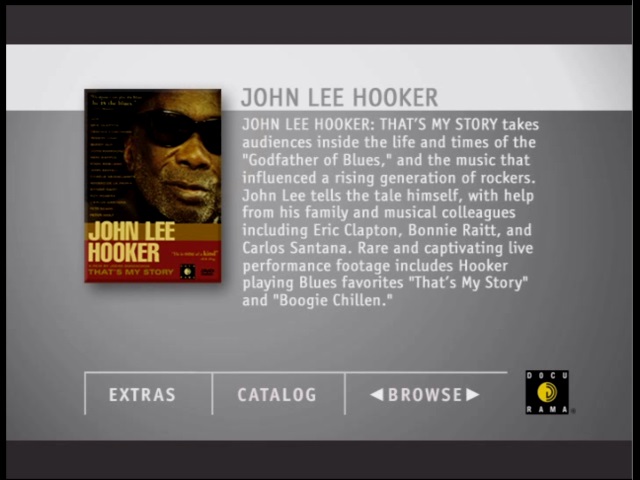 JOHN LEE HOOKER
JOHN LEE HOOKER: THAT'S MY STORY takes
audiences inside the life and times of the
"Godfather of Blues," and the music that
influenced a rising generation of rockers.
John Lee tells the tale himself, with help
from his family and musical colleagues
including Eric Clapton, Bonnie Raitt, and
Carlos Santana. Rare and captivating live
performance footage includes Hooker
playing Blues favorites "That's My Story"
and "Boogie Chillen."
JOHN LEE
HOOKER
THAT'S MY STORY
EXTRAS
CATALOG
◀BROWSE▶
DOCU
RAMA